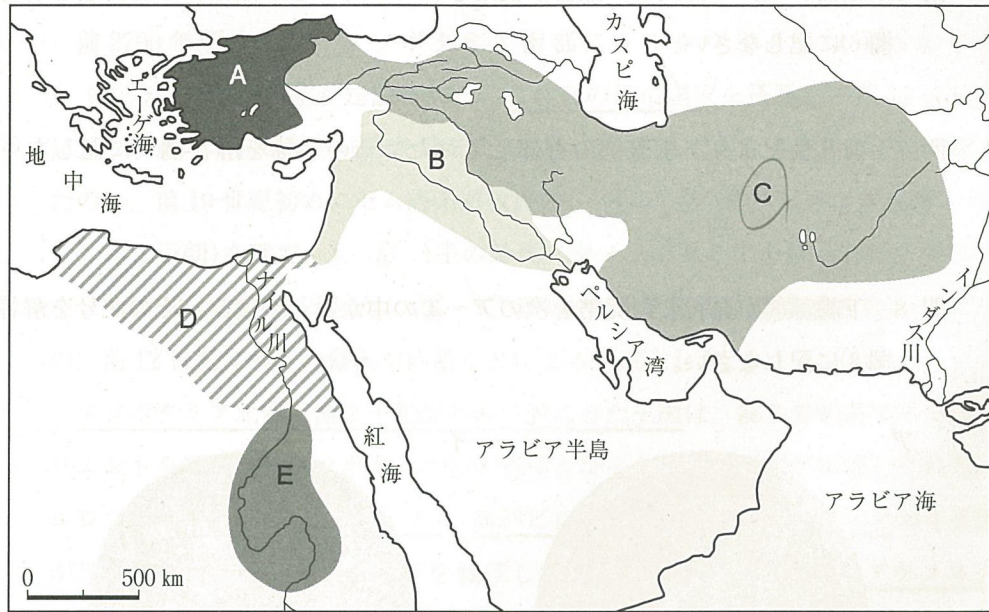 カスピ海
エーゲ海
地中海
A
B
C
D
E
ナイル川
ペルシア湾
インダス川
紅海
アラビア半島
アラビア海
0 500 km